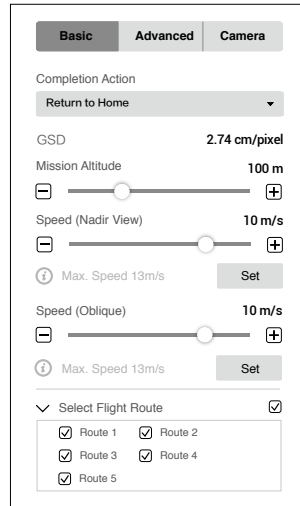 Basic Advanced Camera
Completion Action
Return to Home
GSD 2.74 cm/pixel
Mission Altitude 100 m
Speed (Nadir View) 10 m/s
Max. Speed 13m/s Set
Speed (Oblique) 10 m/s
Max. Speed 13m/s Set
Select Flight Route
Route 1 Route 2
Route 3 Route 4
Route 5